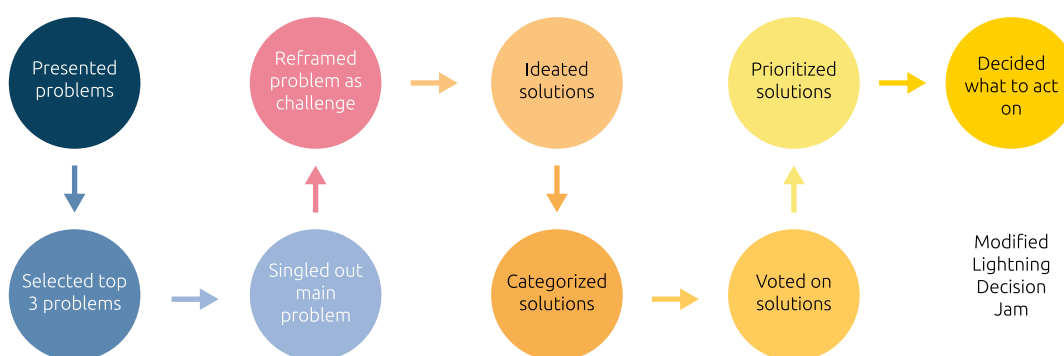 Presented
problems
Selected top
3 problems
Singled out
main
problem
Reframed
problem as
challenge
Ideated
solutions
Categorized
solutions
Voted on
solutions
Prioritized
solutions
Decided
what to act
on
Modified
Lightning
Decision
Jam